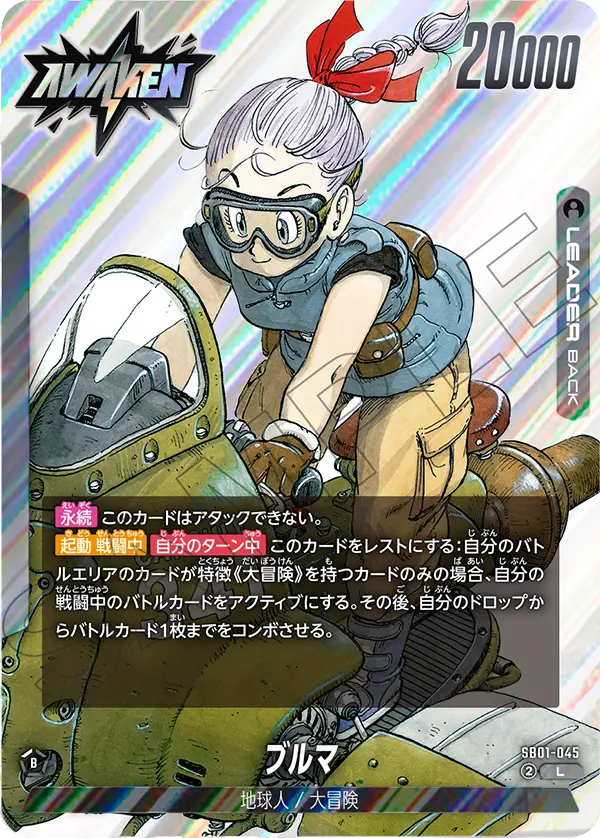 AWAKEN
20000
LEADER BACK
永続 このカードはアタックできない。
起動 戦闘中 自分のターン中 このカードをレストにする:自分のバト
ルエリアのカードが特徴《大冒険》を持つカードのみの場合、自分の
戦闘中のバトルカードをアクティブにする。その後、自分のドロップか
らバトルカード1枚までをコンボさせる。
ブルマ
SB01-045
B
② L
地球人 / 大冒険
SAMPLE